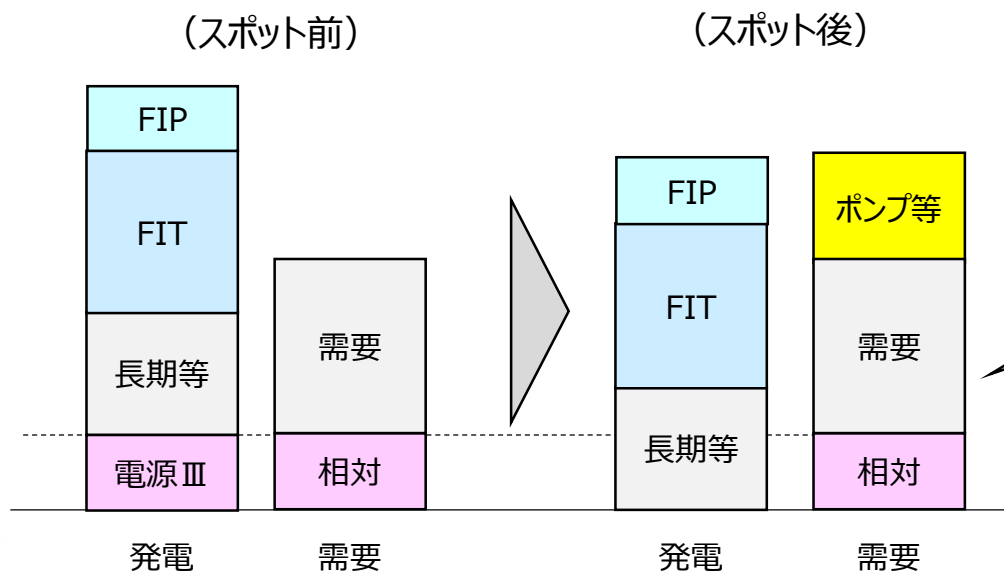 （スポット前）
（スポット後）
FIP
FIT
長期等
電源Ⅲ
需要
相対
発電
需要
FIP
FIT
長期等
ポンプ等
需要
相対
発電
需要